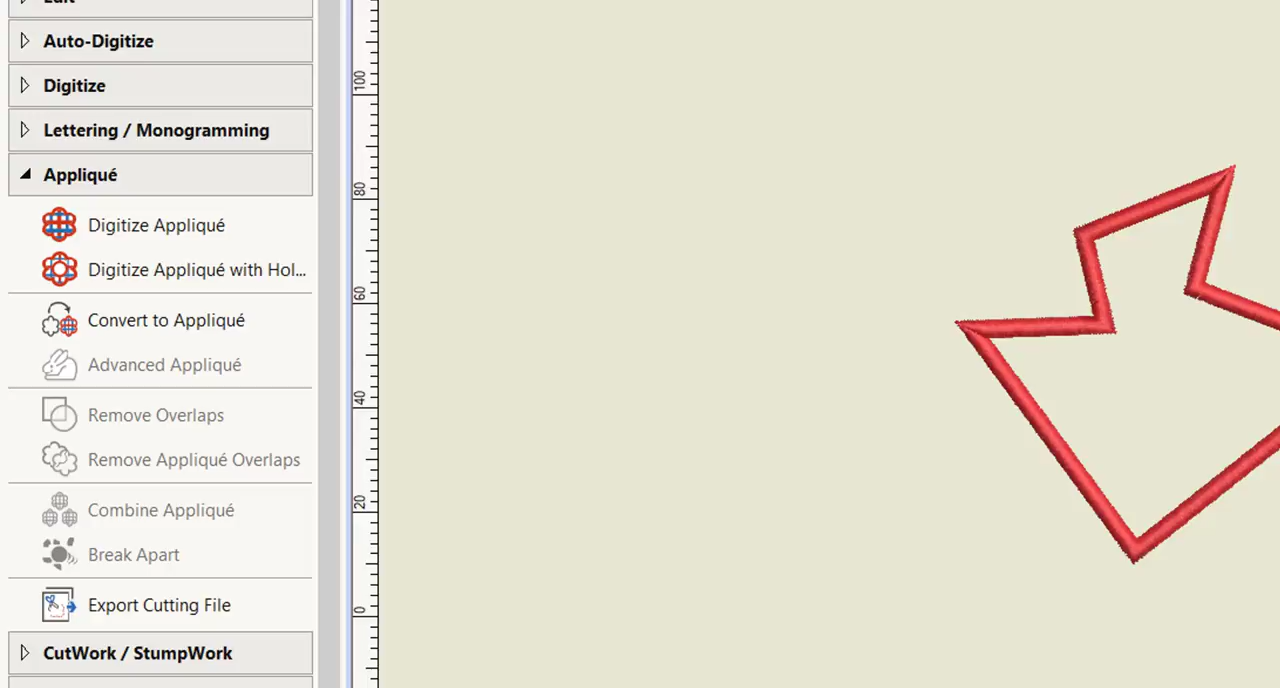 Edit
Auto-Digitize
Digitize
Lettering / Monogramming
Appliqué
Digitize Appliqué
Digitize Appliqué with Hol...
Convert to Appliqué
Advanced Appliqué
Remove Overlaps
Remove Appliqué Overlaps
Combine Appliqué
Break Apart
Export Cutting File
CutWork / StumpWork
100
80
60
40
20
0